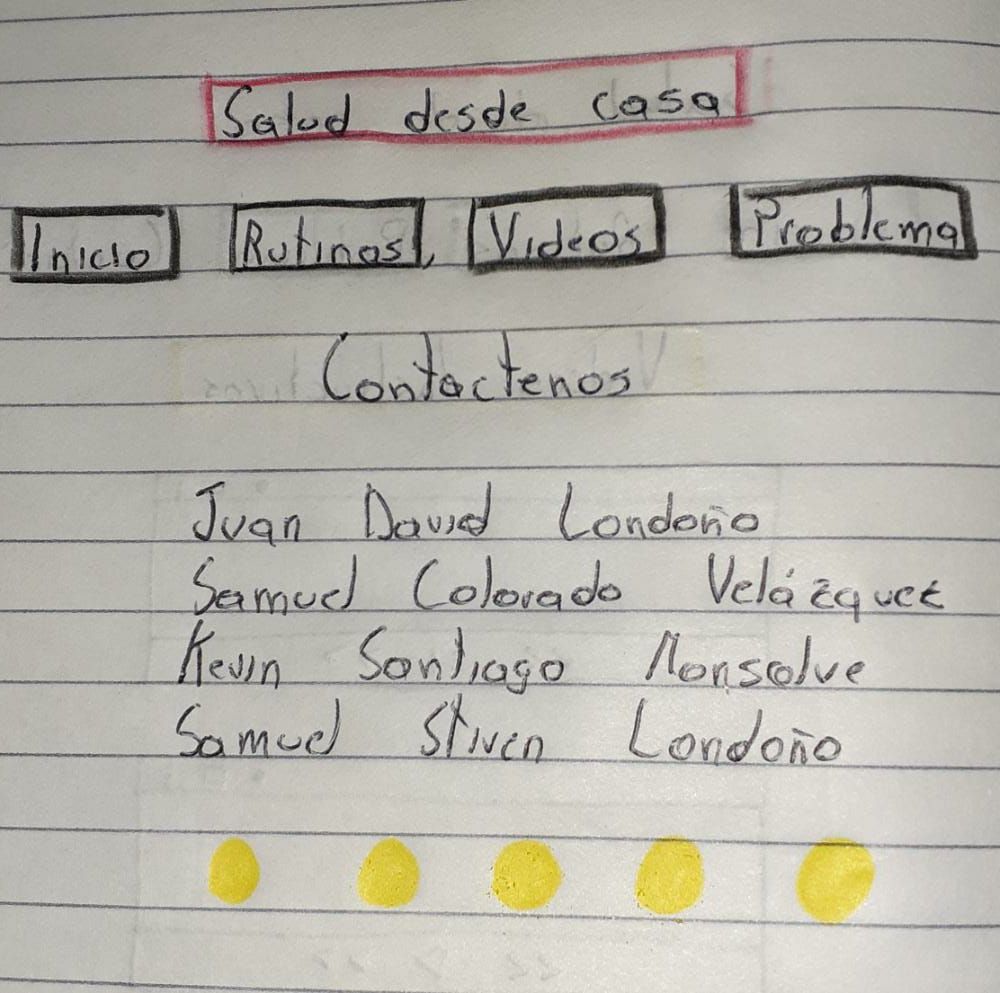 Salud desde casa
Inicio Rutinas, Videos Problema
Contactenos
Juan David Londoño
Samuel Colorado Velázquez
Kevin Santiago Monsalve
Samuel Stiven Londoño